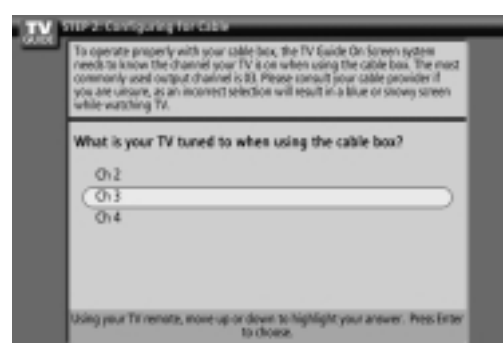 TV
GUIDE
STEP 2: Configuring for Cable
To operate properly with your cable box, the TV Guide On Screen system
needs to know the channel your TV is on when using the cable box. The most
commonly used output channel is 03. Please consult your cable provider if
you are unsure, as an incorrect selection will result in a blue or snowy screen
while watching TV.
What is your TV tuned to when using the cable box?
Ch 2
Ch 3
Ch 4
Using your TV remote, move up or down to highlight your answer. Press Enter
to choose.